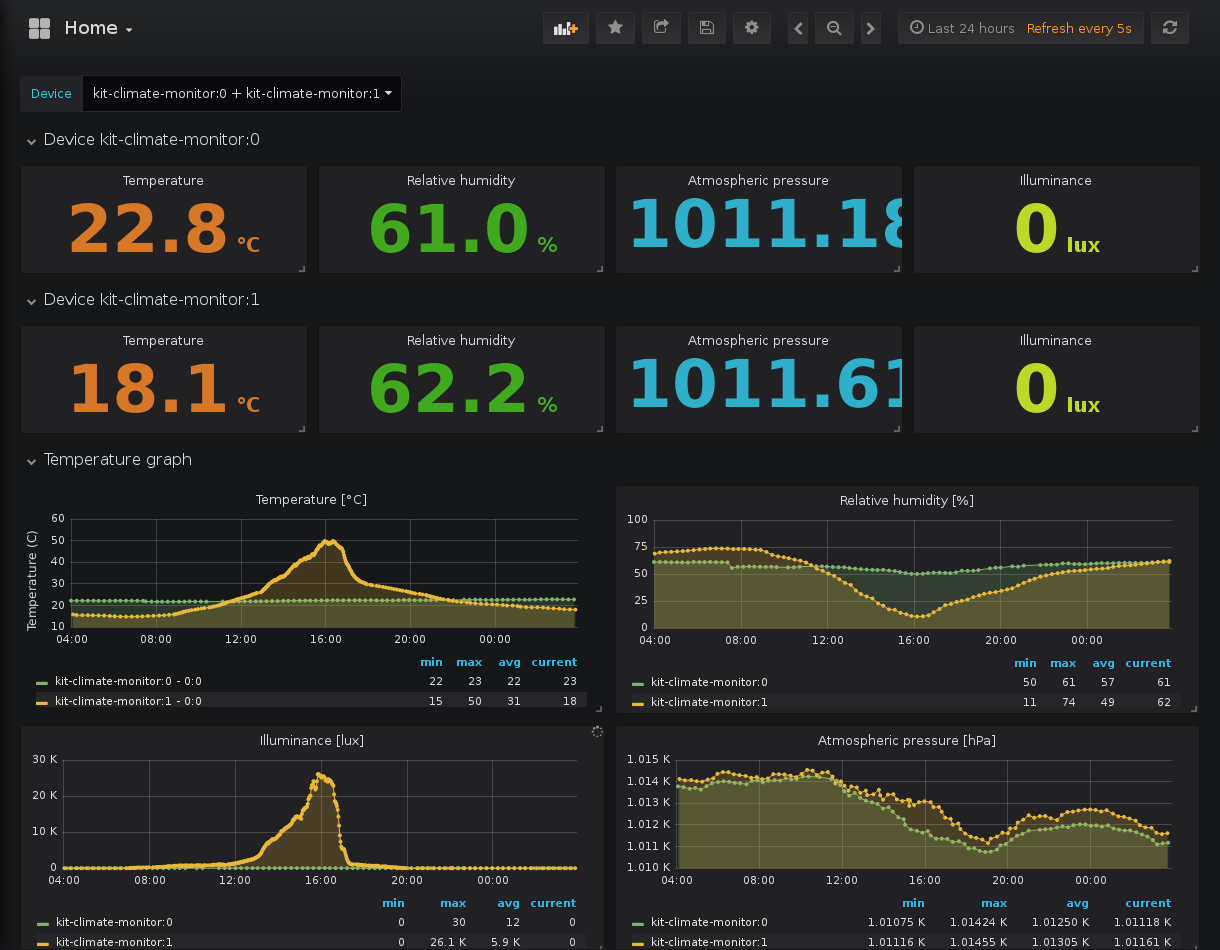 Home
Last 24 hours Refresh every 5s
Device kit-climate-monitor:0 + kit-climate-monitor:1
Device kit-climate-monitor:0
Temperature Relative humidity Atmospheric pressure Illuminance
22.8 °C 61.0 % 1011.18 0 lux
Device kit-climate-monitor:1
Temperature Relative humidity Atmospheric pressure Illuminance
18.1 °C 62.2 % 1011.61 0 lux
Temperature graph
Temperature [°C]
Temperature (C)
60
50
40
30
20
10
04:00 08:00 12:00 16:00 20:00 00:00
min max avg current
kit-climate-monitor:0 - 0:0 22 23 22 23
kit-climate-monitor:1 - 0:0 15 50 31 18
Relative humidity [%]
100
75
50
25
0
04:00 08:00 12:00 16:00 20:00 00:00
min max avg current
kit-climate-monitor:0 50 61 57 61
kit-climate-monitor:1 11 74 49 62
Illuminance [lux]
30 K
20 K
10 K
0
04:00 08:00 12:00 16:00 20:00 00:00
min max avg current
kit-climate-monitor:0 0 30 12 0
kit-climate-monitor:1 0 26.1 K 5.9 K 0
Atmospheric pressure [hPa]
1.015 K
1.014 K
1.013 K
1.012 K
1.011 K
1.010 K
04:00 08:00 12:00 16:00 20:00 00:00
min max avg current
kit-climate-monitor:0 1.01075 K 1.01424 K 1.01250 K 1.01118 K
kit-climate-monitor:1 1.01116 K 1.01455 K 1.01305 K 1.01161 K